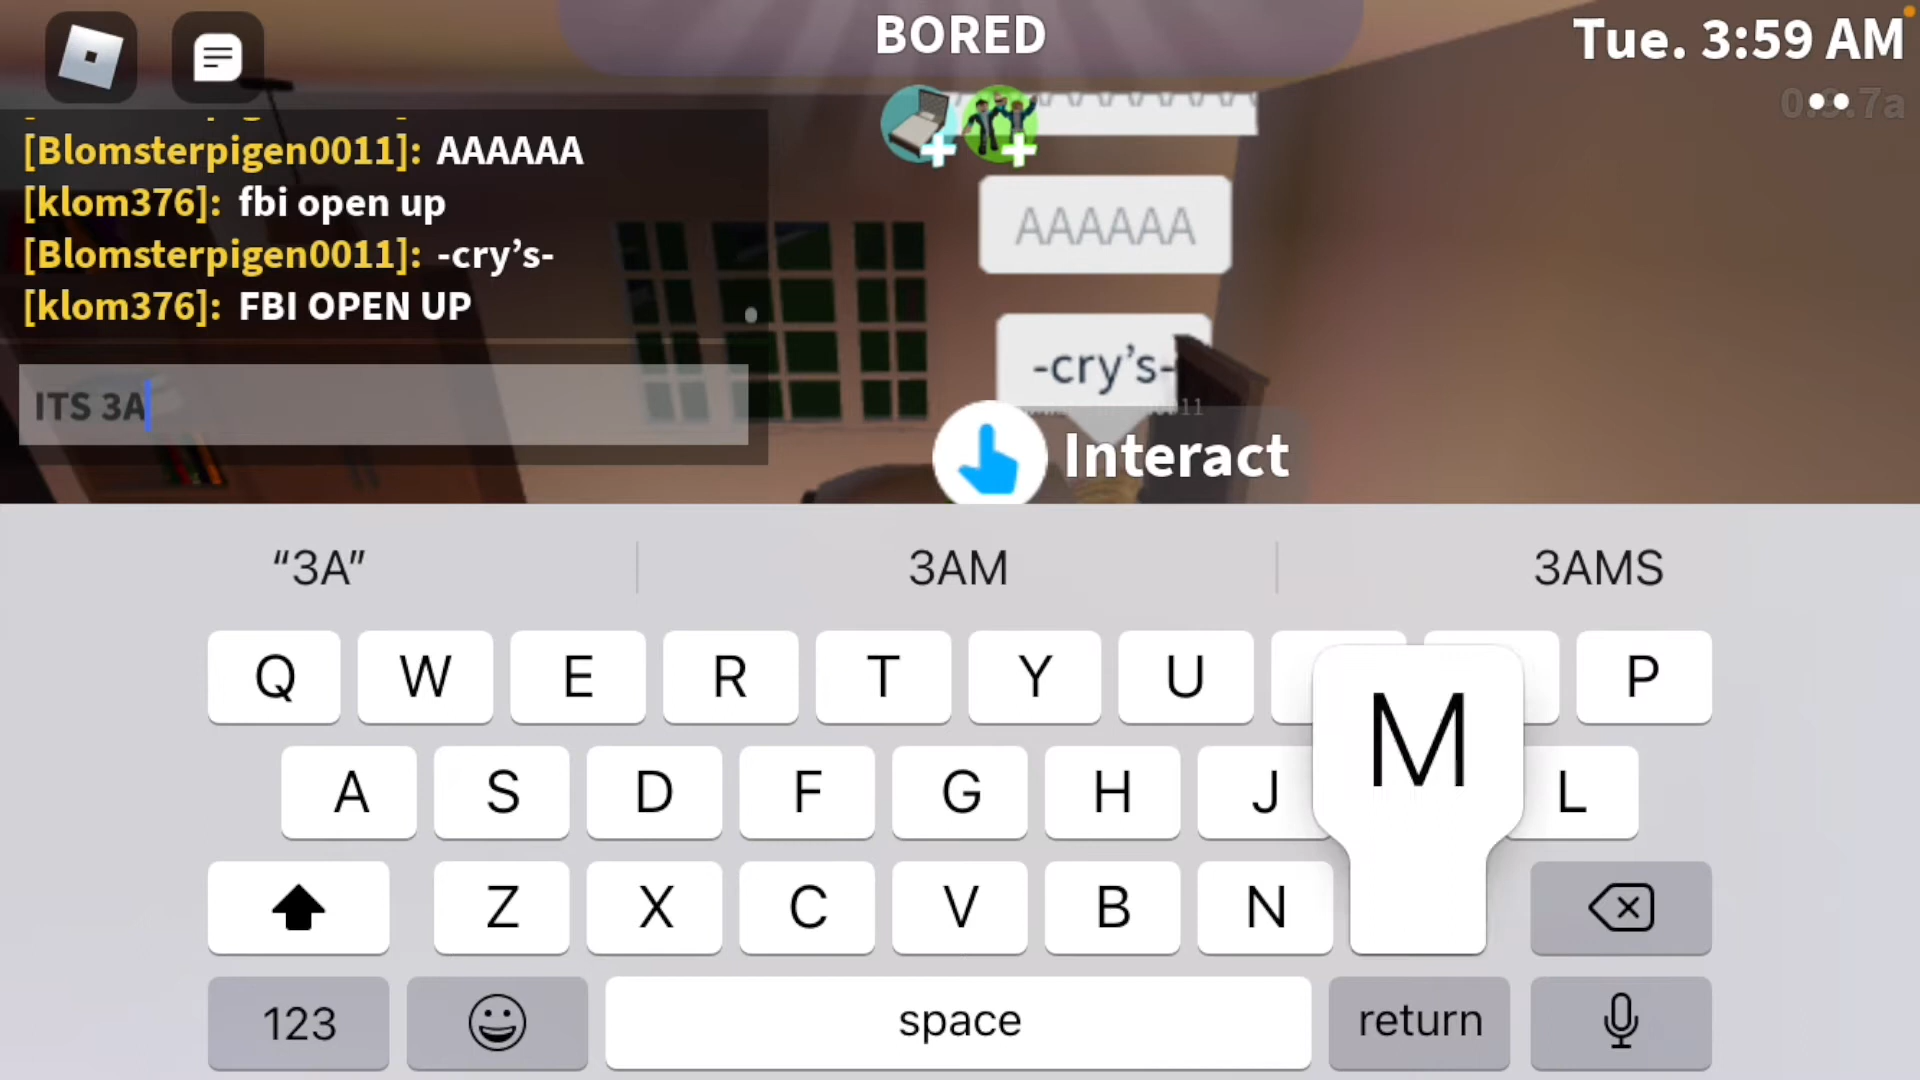 BORED
Tue. 3:59 AM
[Blomsterpigen0011]: AAAAAA
[klom376]: fbi open up
[Blomsterpigen0011]: -cry’s-
[klom376]: FBI OPEN UP
ITS 3A
AAAAAA
-cry’s-
Interact
“3A” 3AM 3AMS
Q W E R T Y U P
M
A S D F G H J L
Z X C V B N
123 space return